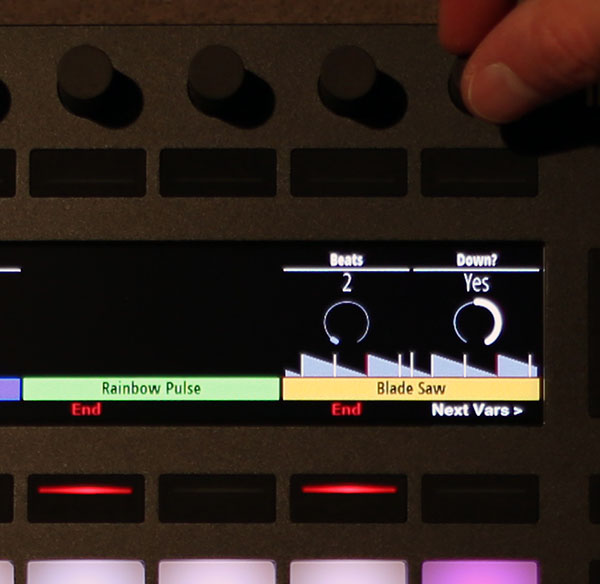 Beats
Down?
2
Yes
Rainbow Pulse
Blade Saw
End
End
Next Vars >